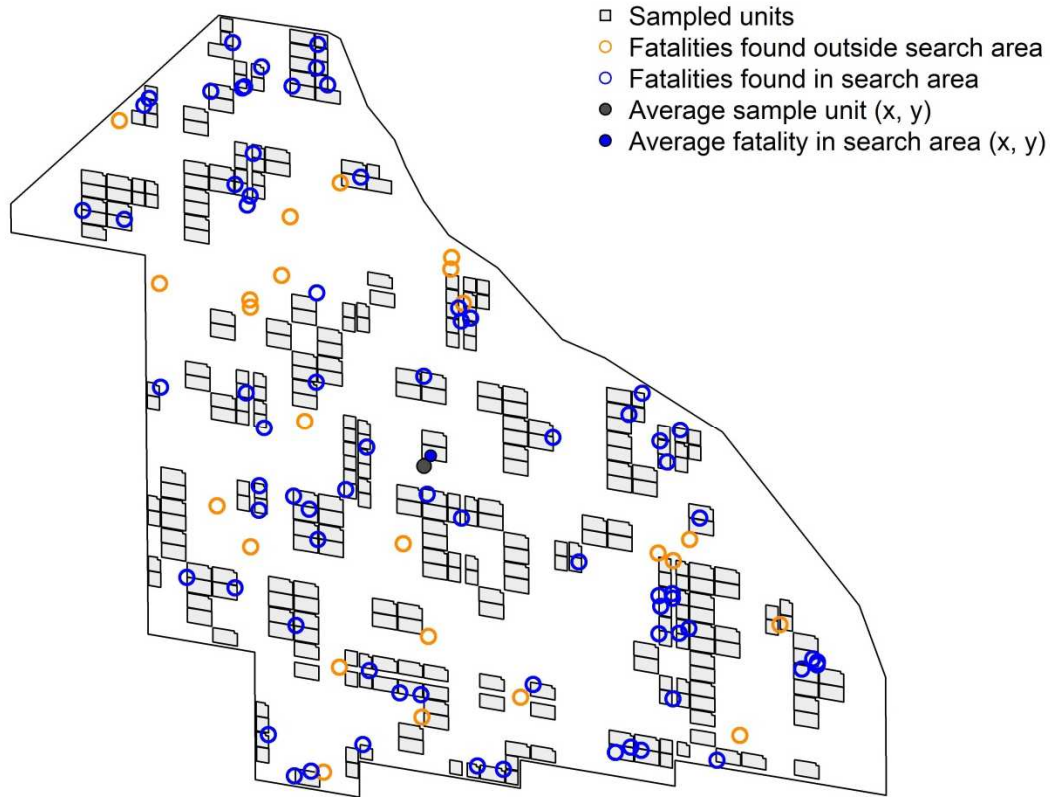 Sampled units
Fatalities found outside search area
Fatalities found in search area
Average sample unit (x, y)
Average fatality in search area (x, y)